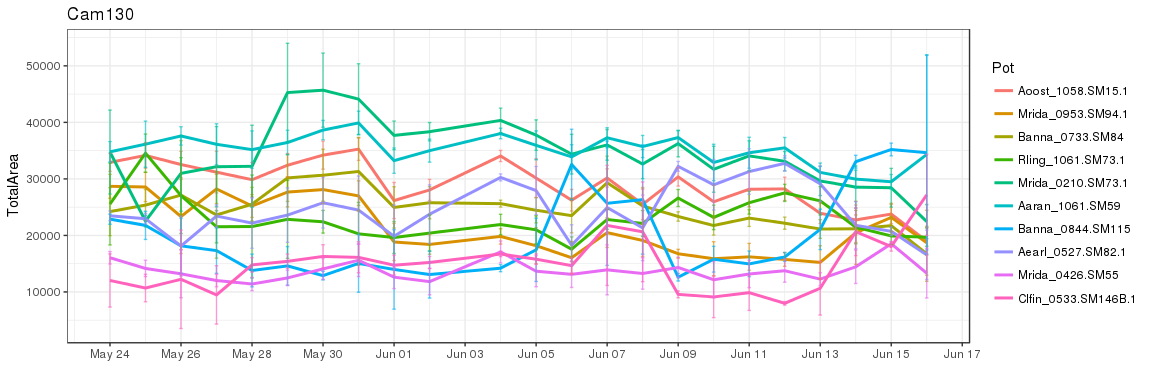 Cam130
TotalArea
50000
40000
30000
20000
10000
May 24 May 26 May 28 May 30 Jun 01 Jun 03 Jun 05 Jun 07 Jun 09 Jun 11 Jun 13 Jun 15 Jun 17
Pot
Aoost_1058.SM15.1
Mrida_0953.SM94.1
Banna_0733.SM84
Rling_1061.SM73.1
Mrida_0210.SM73.1
Aaran_1061.SM59
Banna_0844.SM115
Aearl_0527.SM82.1
Mrida_0426.SM55
Clfin_0533.SM146B.1